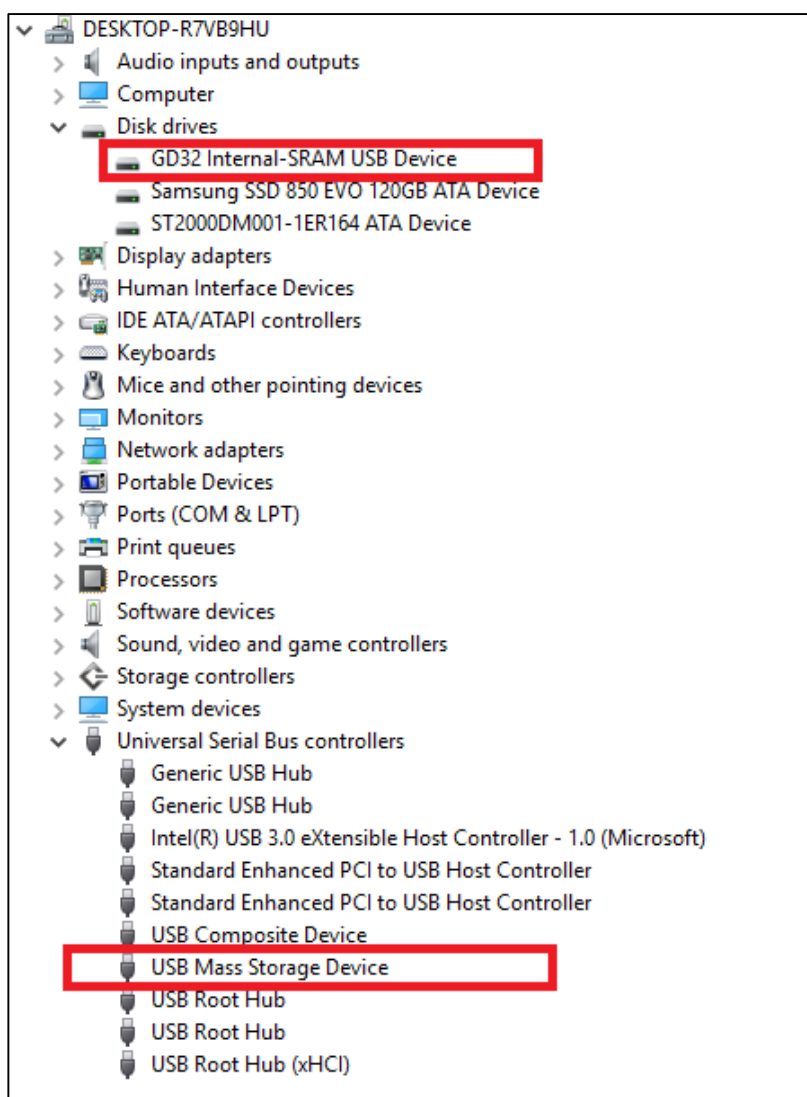 DESKTOP-R7VB9HU
Audio inputs and outputs
Computer
Disk drives
GD32 Internal-SRAM USB Device
Samsung SSD 850 EVO 120GB ATA Device
ST2000DM001-1ER164 ATA Device
Display adapters
Human Interface Devices
IDE ATA/ATAPI controllers
Keyboards
Mice and other pointing devices
Monitors
Network adapters
Portable Devices
Ports (COM & LPT)
Print queues
Processors
Software devices
Sound, video and game controllers
Storage controllers
System devices
Universal Serial Bus controllers
Generic USB Hub
Generic USB Hub
Intel(R) USB 3.0 eXtensible Host Controller - 1.0 (Microsoft)
Standard Enhanced PCI to USB Host Controller
Standard Enhanced PCI to USB Host Controller
USB Composite Device
USB Mass Storage Device
USB Root Hub
USB Root Hub
USB Root Hub (xHCI)